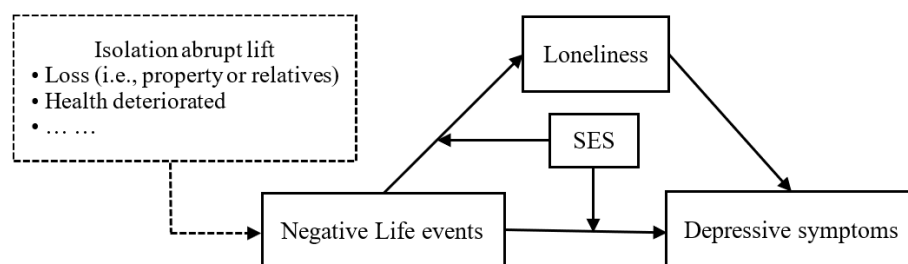 Isolation abrupt lift
• Loss (i.e., property or relatives)
• Health deteriorated
• … …
Loneliness
SES
Negative Life events
Depressive symptoms